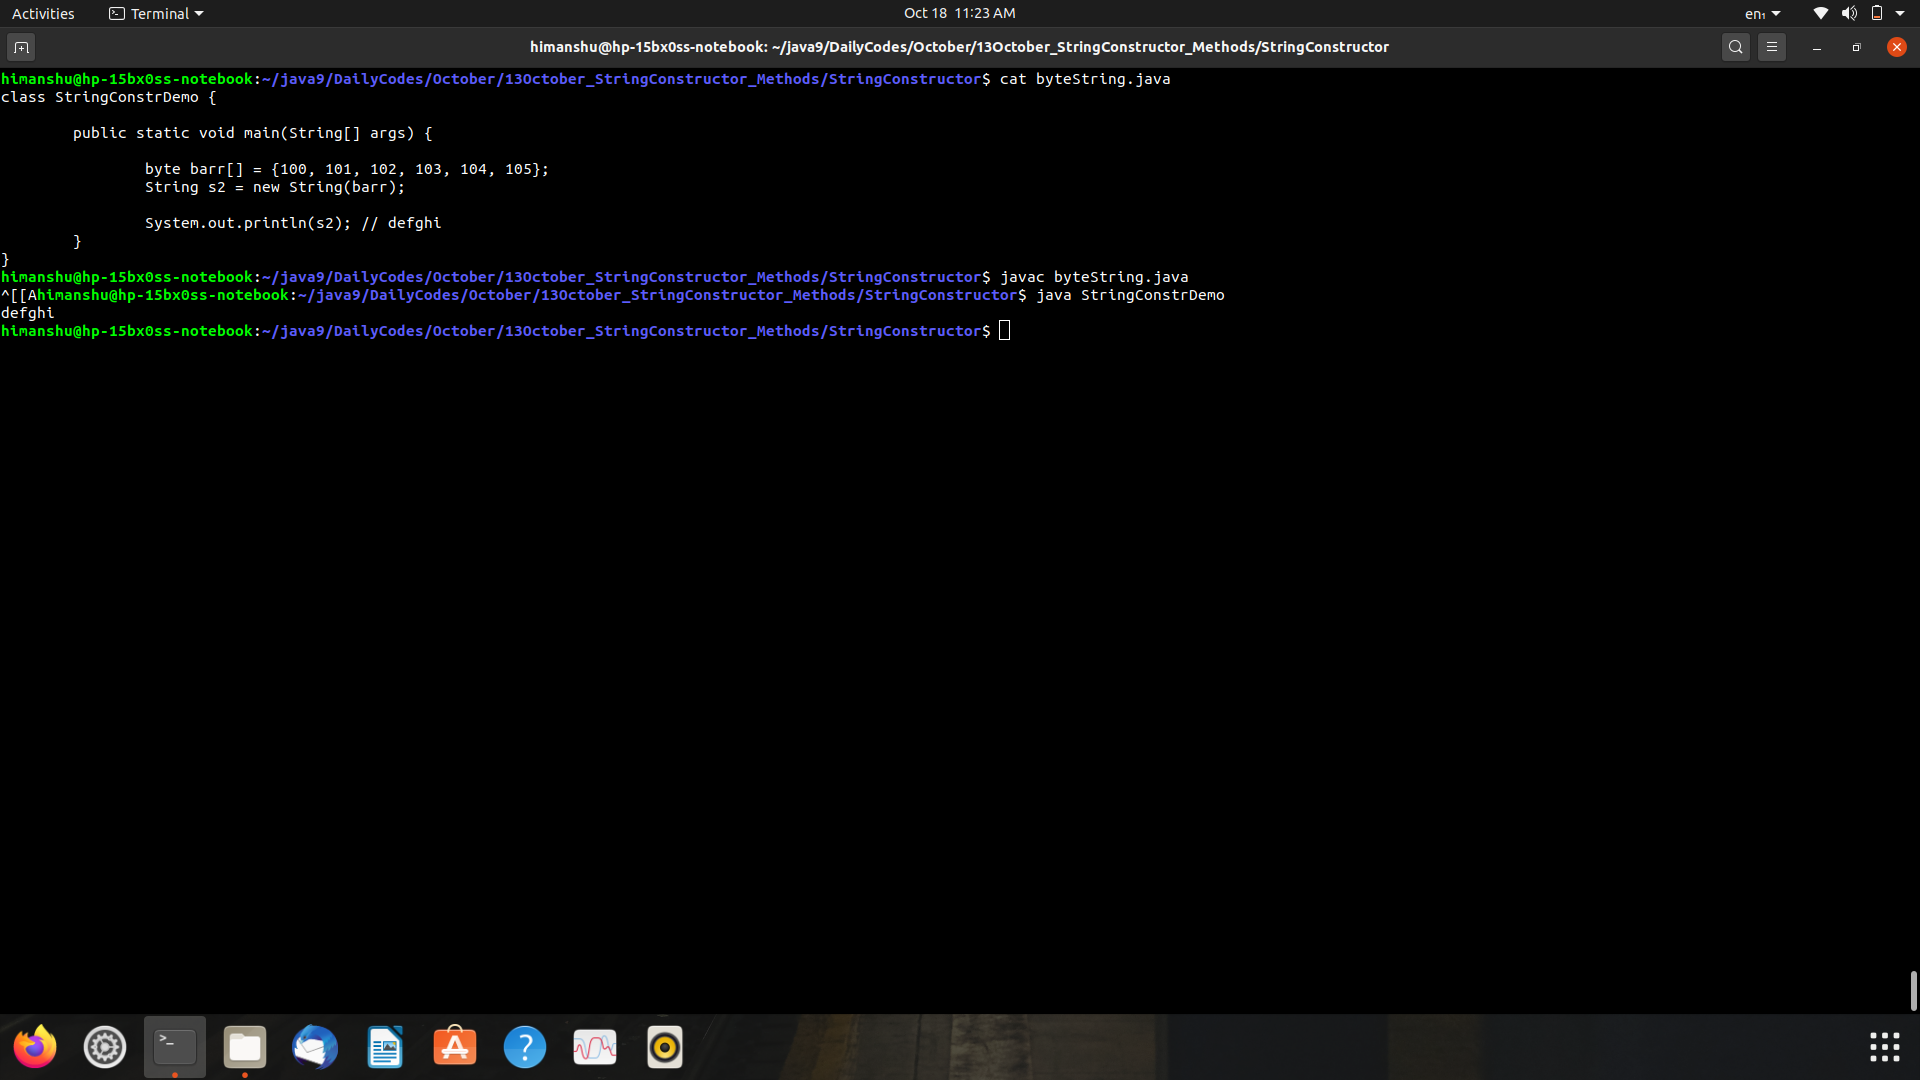 Activities Terminal Oct 18 11:23 AM en₁
himanshu@hp-15bx0ss-notebook: ~/java9/DailyCodes/October/13October_StringConstructor_Methods/StringConstructor
himanshu@hp-15bx0ss-notebook:~/java9/DailyCodes/October/13October_StringConstructor_Methods/StringConstructor$ cat byteString.java
class StringConstrDemo {
        public static void main(String[] args) {
                byte barr[] = {100, 101, 102, 103, 104, 105};
                String s2 = new String(barr);
                System.out.println(s2); // defghi
        }
}
himanshu@hp-15bx0ss-notebook:~/java9/DailyCodes/October/13October_StringConstructor_Methods/StringConstructor$ javac byteString.java
^[[Ahimanshu@hp-15bx0ss-notebook:~/java9/DailyCodes/October/13October_StringConstructor_Methods/StringConstructor$ java StringConstrDemo
defghi
himanshu@hp-15bx0ss-notebook:~/java9/DailyCodes/October/13October_StringConstructor_Methods/StringConstructor$